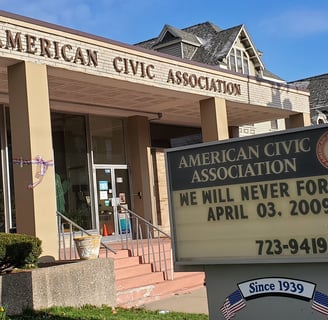 AMERICAN CIVIC ASSOCIATION
AMERICAN CIVIC
ASSOCIATION
WE WILL NEVER FOR
APRIL 03, 2009
723-9419
Since 1939